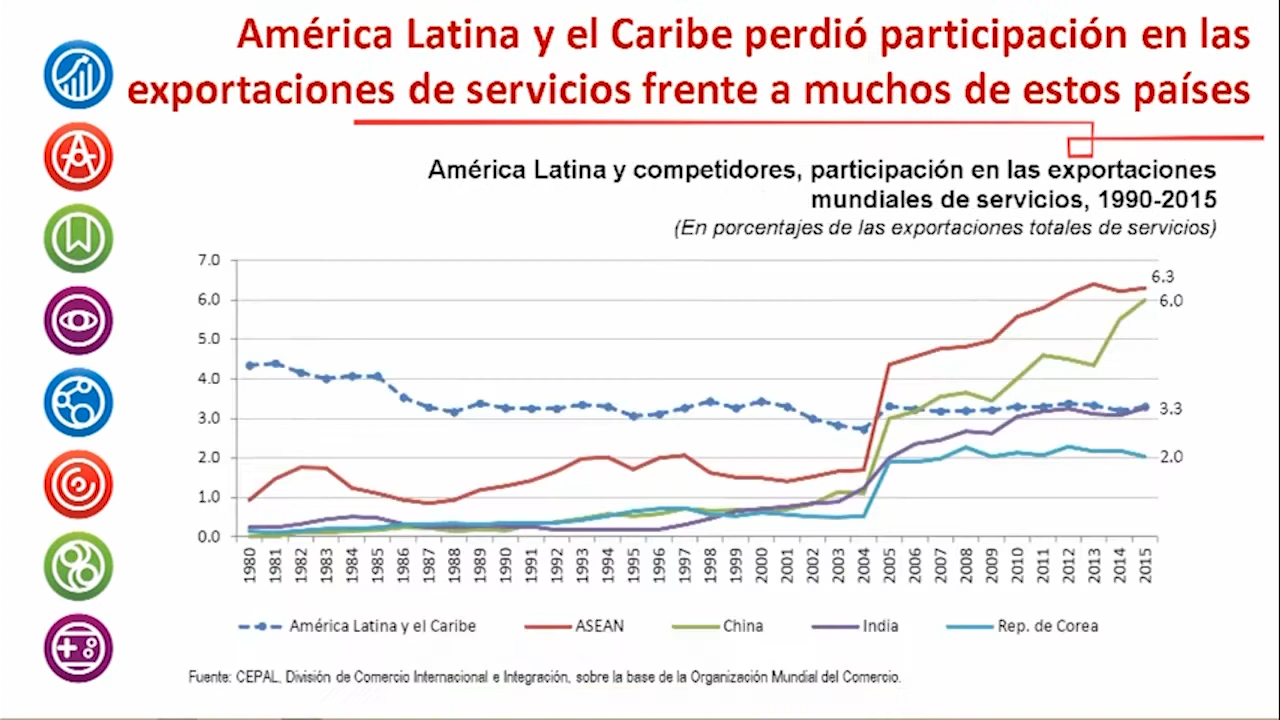 América Latina y el Caribe perdió participación en las
exportaciones de servicios frente a muchos de estos países
América Latina y competidores, participación en las exportaciones
mundiales de servicios, 1990-2015
(En porcentajes de las exportaciones totales de servicios)
7.0
6.0
5.0
4.0
3.0
2.0
1.0
0.0
6.3
6.0
3.3
2.0
1980 1981 1982 1983 1984 1985 1986 1987 1988 1989 1990 1991 1992 1993 1994 1995 1996 1997 1998 1999 2000 2001 2002 2003 2004 2005 2006 2007 2008 2009 2010 2011 2012 2013 2014 2015
América Latina y el Caribe ASEAN China India Rep. de Corea
Fuente: CEPAL, División de Comercio Internacional e Integración, sobre la base de la Organización Mundial del Comercio.